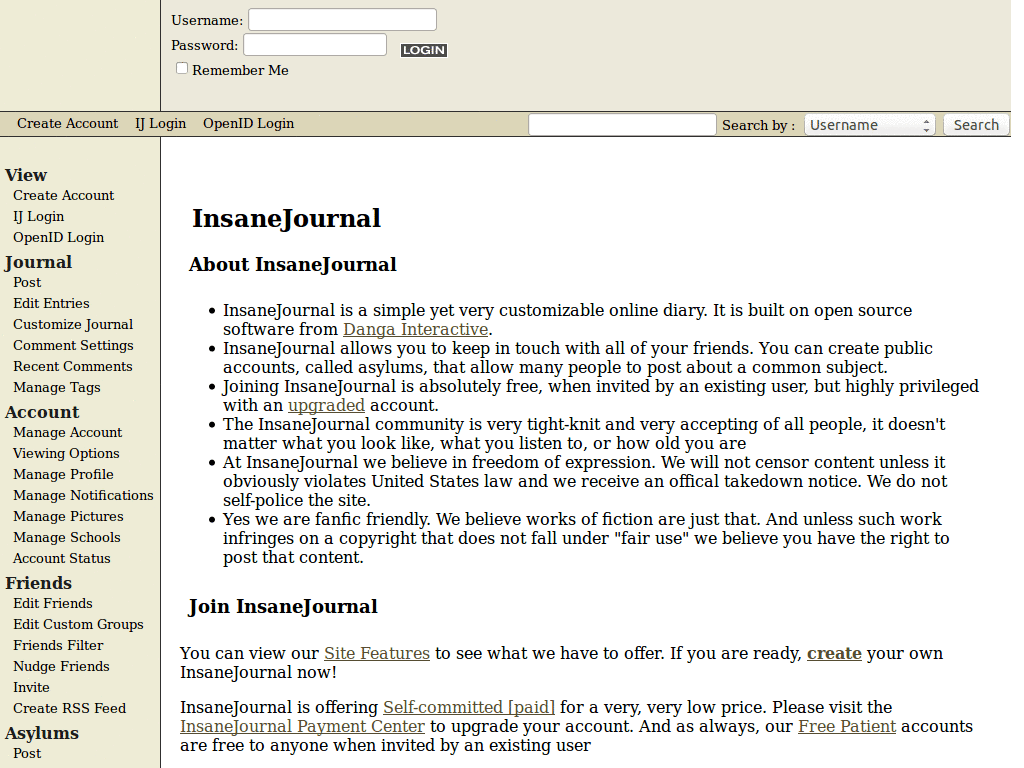 Username:
Password:
LOGIN
Remember Me
Create Account IJ Login OpenID Login Search by : Username Search
View
Create Account
IJ Login
OpenID Login
Journal
Post
Edit Entries
Customize Journal
Comment Settings
Recent Comments
Manage Tags
Account
Manage Account
Viewing Options
Manage Profile
Manage Notifications
Manage Pictures
Manage Schools
Account Status
Friends
Edit Friends
Edit Custom Groups
Friends Filter
Nudge Friends
Invite
Create RSS Feed
Asylums
Post
InsaneJournal
About InsaneJournal
• InsaneJournal is a simple yet very customizable online diary. It is built on open source
software from Danga Interactive.
• InsaneJournal allows you to keep in touch with all of your friends. You can create public
accounts, called asylums, that allow many people to post about a common subject.
• Joining InsaneJournal is absolutely free, when invited by an existing user, but highly privileged
with an upgraded account.
• The InsaneJournal community is very tight-knit and very accepting of all people, it doesn't
matter what you look like, what you listen to, or how old you are
• At InsaneJournal we believe in freedom of expression. We will not censor content unless it
obviously violates United States law and we receive an offical takedown notice. We do not
self-police the site.
• Yes we are fanfic friendly. We believe works of fiction are just that. And unless such work
infringes on a copyright that does not fall under "fair use" we believe you have the right to
post that content.
Join InsaneJournal
You can view our Site Features to see what we have to offer. If you are ready, create your own
InsaneJournal now!
InsaneJournal is offering Self-committed [paid] for a very, very low price. Please visit the
InsaneJournal Payment Center to upgrade your account. And as always, our Free Patient accounts
are free to anyone when invited by an existing user